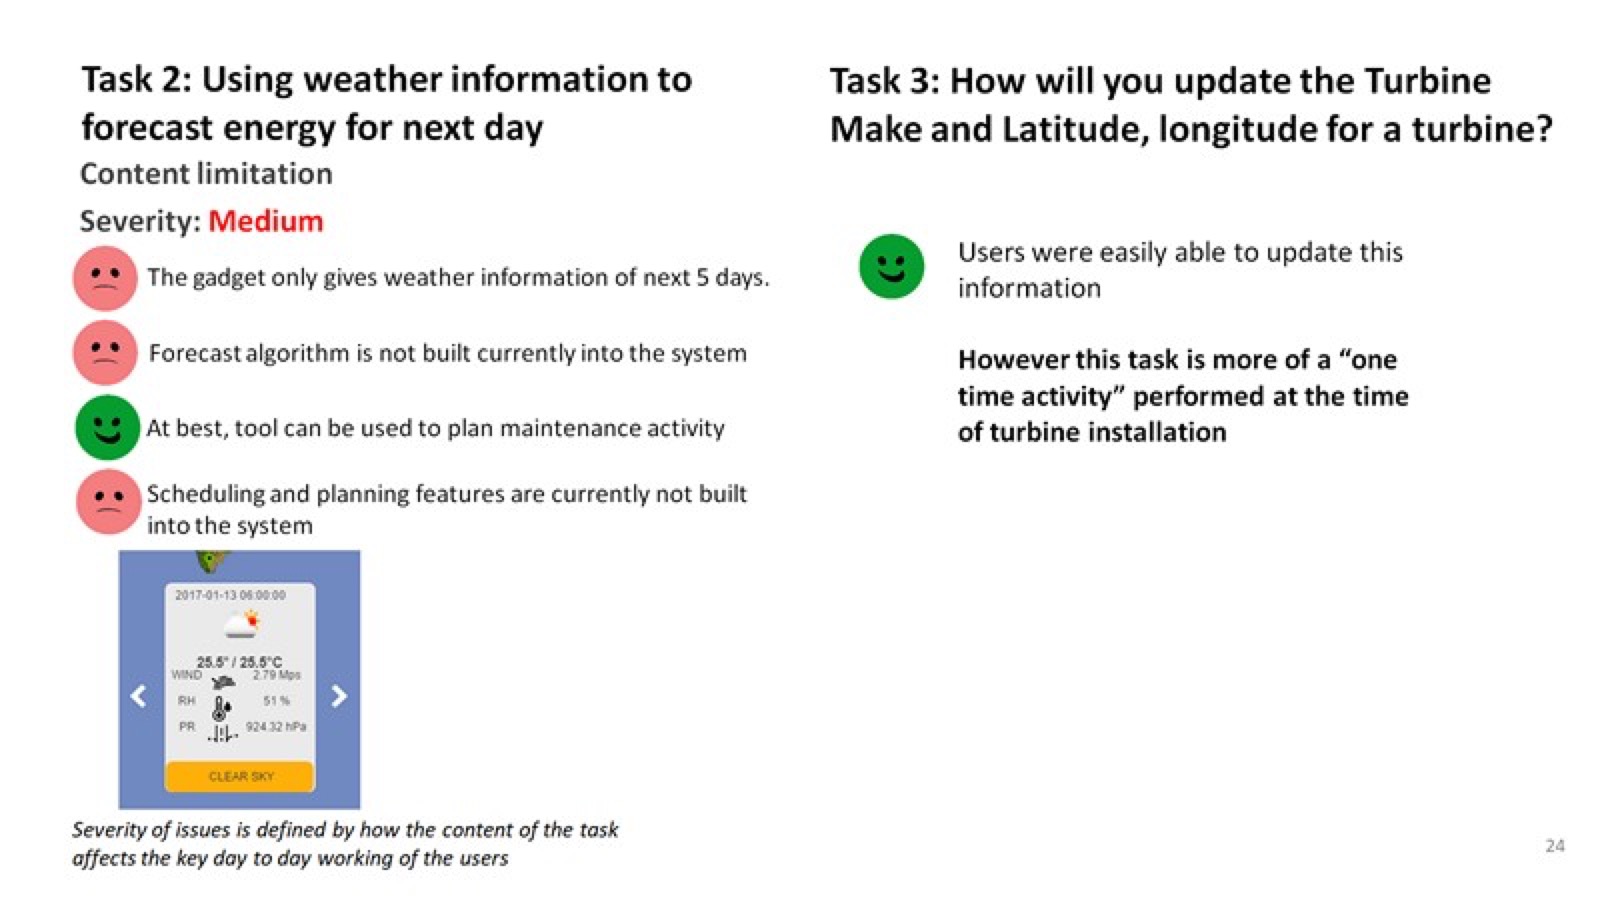 Task 2: Using weather information to
forecast energy for next day
Content limitation
Severity: Medium
The gadget only gives weather information of next 5 days.
Forecast algorithm is not built currently into the system
At best, tool can be used to plan maintenance activity
Scheduling and planning features are currently not built
into the system
2017-01-13 06:00:00
25.5° / 25.5°C
WIND 2.79 Mps
RH 51 %
PR 924.32 hPa
CLEAR SKY
Severity of issues is defined by how the content of the task
affects the key day to day working of the users
Task 3: How will you update the Turbine
Make and Latitude, longitude for a turbine?
Users were easily able to update this
information
However this task is more of a “one
time activity” performed at the time
of turbine installation
24